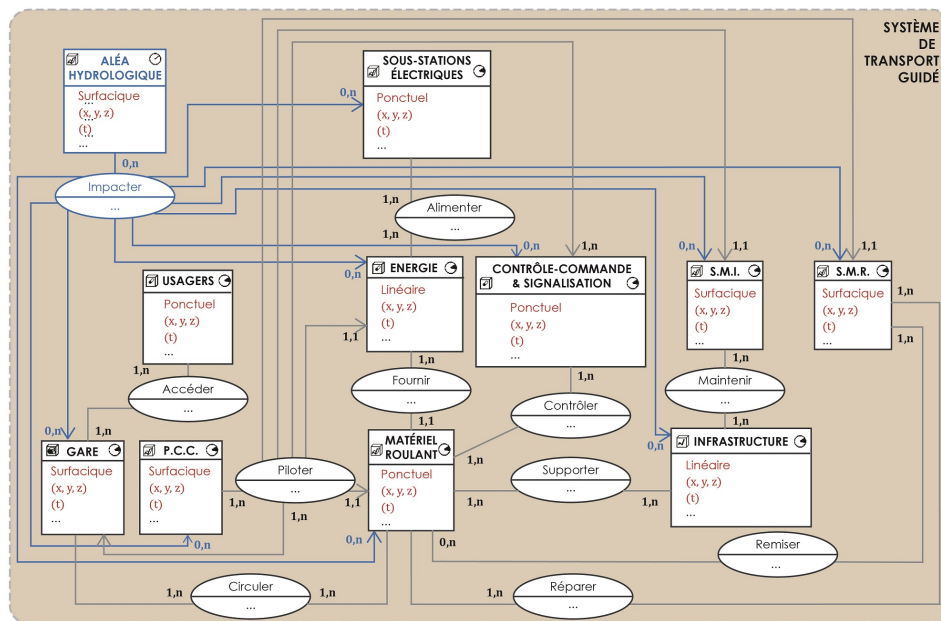 SYSTÈME
DE
TRANSPORT
GUIDÉ
ALÉA
HYDROLOGIQUE
Surfacique
(x, y, z)
(t)
...
0,n
Impacter
...
SOUS-STATIONS
ÉLECTRIQUES
Ponctuel
(x, y, z)
(t)
...
0,n
1,n
Alimenter
...
1,n
USAGERS
Ponctuel
(x, y, z)
(t)
...
1,n
Accéder
...
1,n
0,n
ENERGIE
Linéaire
(x, y, z)
(t)
...
0,n
1,1
1,n
Fournir
...
1,1
CONTRÔLE-COMMANDE
& SIGNALISATION
Ponctuel
(x, y, z)
(t)
...
0,n
1,n
1,n
Contrôler
...
1,n
S.M.I.
Surfacique
(x, y, z)
(t)
...
0,n
1,1
1,n
Maintenir
...
1,n
S.M.R.
Surfacique
(x, y, z)
(t)
...
0,n
1,1
1,n
1,n
GARE
Surfacique
(x, y, z)
(t)
...
P.C.C.
Surfacique
(x, y, z)
(t)
...
0,n
1,n
Piloter
...
1,n
1,1
MATÉRIEL
ROULANT
Ponctuel
(x, y, z)
(t)
...
0,n
0,n
1,n
Supporter
...
1,n
INFRASTRUCTURE
Linéaire
(x, y, z)
(t)
...
0,n
Remiser
...
1,n
Circuler
...
1,n
1,n
Réparer
...